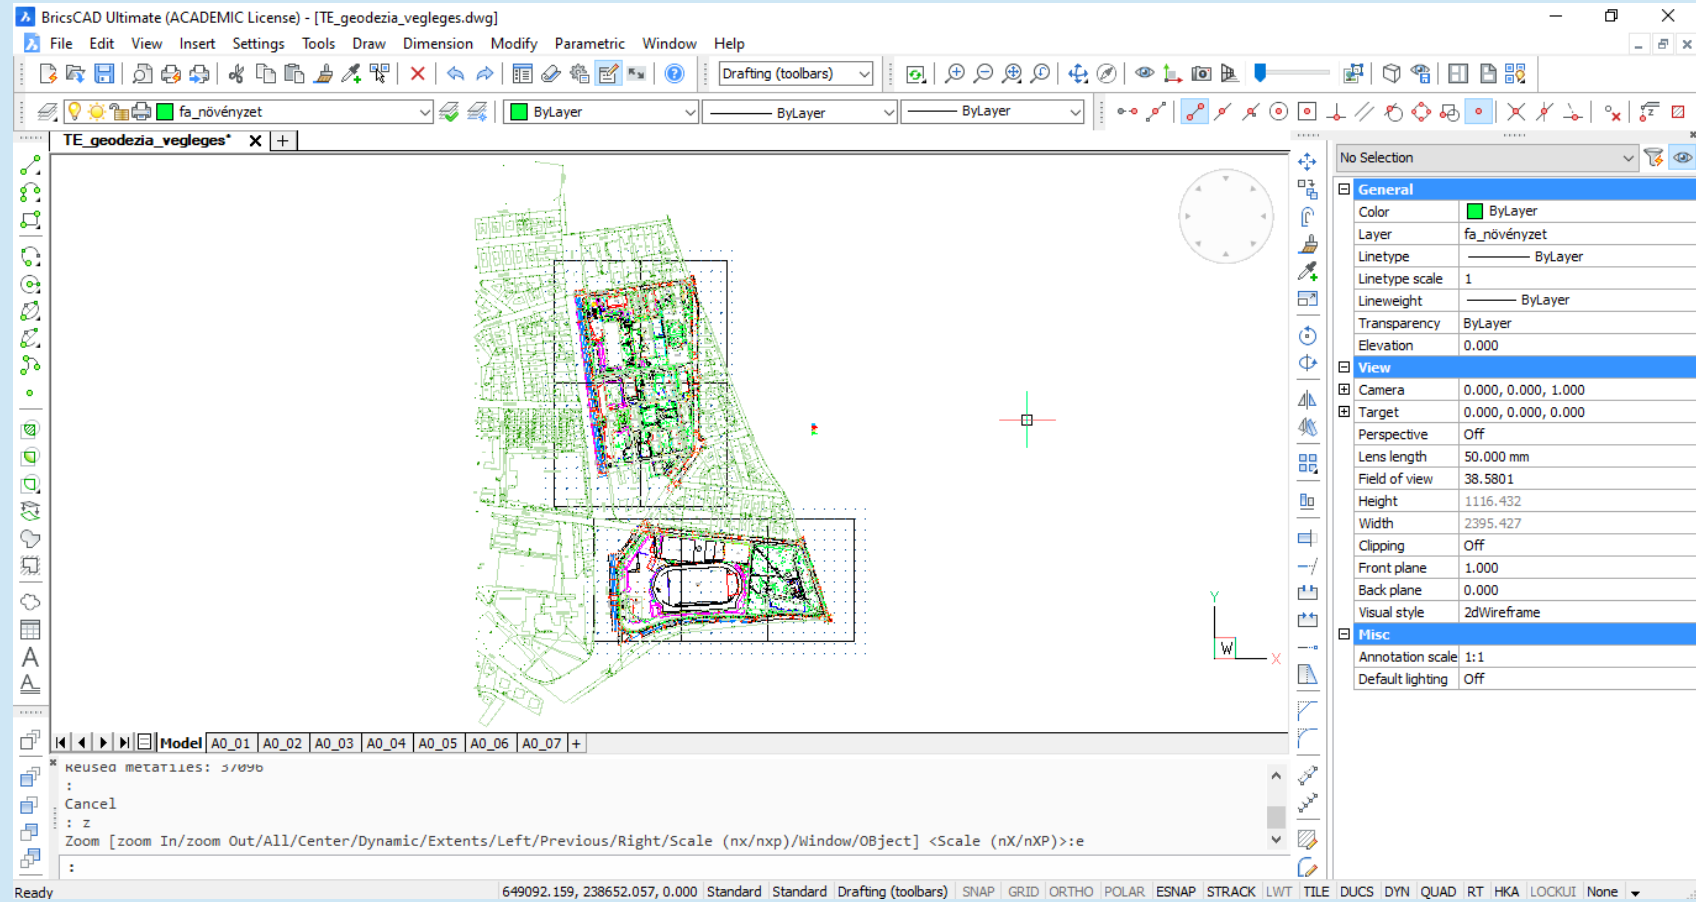 BricsCAD Ultimate (ACADEMIC License) - [TE_geodezia_vegleges.dwg]
File Edit View Insert Settings Tools Draw Dimension Modify Parametric Window Help
Drafting (toolbars)
fa_növényzet ByLayer ByLayer ByLayer
TE_geodezia_vegleges*
No Selection
General
Color ByLayer
Layer fa_növényzet
Linetype ByLayer
Linetype scale 1
Lineweight ByLayer
Transparency ByLayer
Elevation 0.000
View
Camera 0.000, 0.000, 1.000
Target 0.000, 0.000, 0.000
Perspective Off
Lens length 50.000 mm
Field of view 38.5801
Height 1116.432
Width 2395.427
Clipping Off
Front plane 1.000
Back plane 0.000
Visual style 2dWireframe
Misc
Annotation scale 1:1
Default lighting Off
Y
W X
Model A0_01 A0_02 A0_03 A0_04 A0_05 A0_06 A0_07 +
Reused metafiles: 37096
:
Cancel
: z
Zoom [zoom In/zoom Out/All/Center/Dynamic/Extents/Left/Previous/Right/Scale (nx/nxp)/Window/OBject] <Scale (nX/nXP)>:e
:
Ready 649092.159, 238652.057, 0.000 Standard Standard Drafting (toolbars) SNAP GRID ORTHO POLAR ESNAP STRACK LWT TILE DUCS DYN QUAD RT HKA LOCKUI None